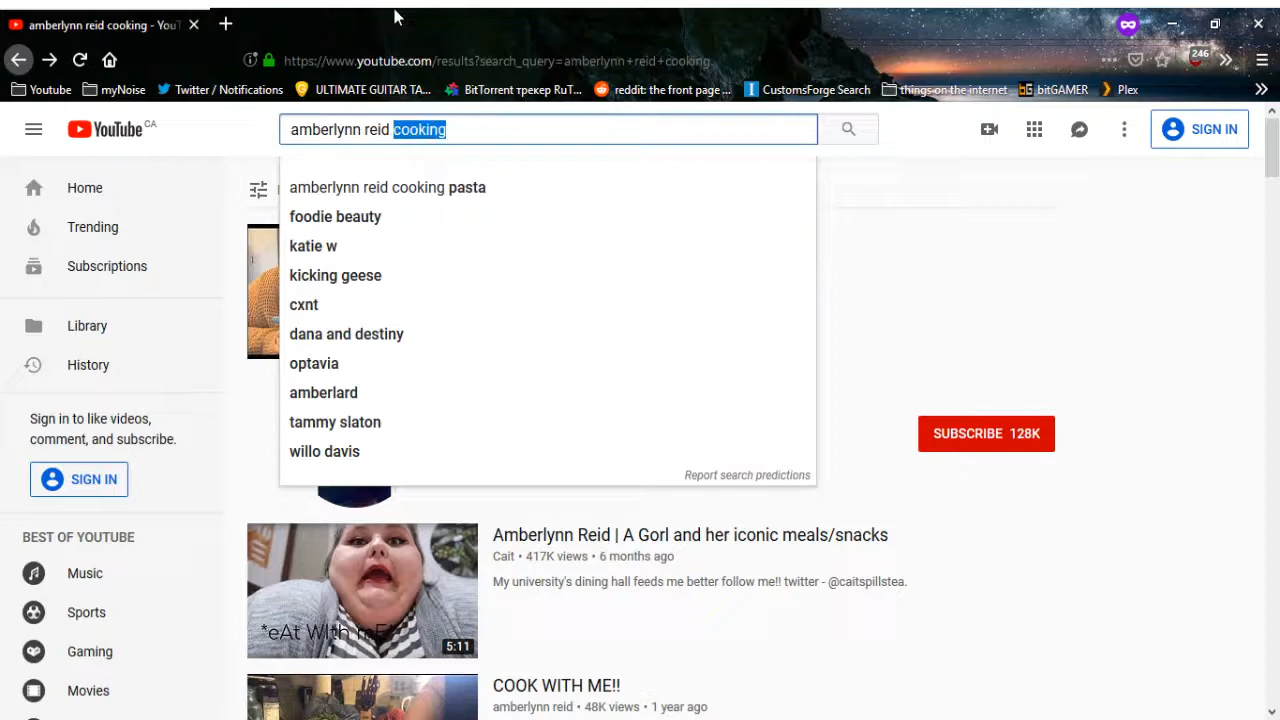 amberlynn reid cooking - YouT
https://www.youtube.com/results?search_query=amberlynn+reid+cooking
246
Youtube
myNoise
Twitter / Notifications
ULTIMATE GUITAR TA...
BitTorrent трекер RuT...
reddit: the front page ...
CustomsForge Search
things on the internet
bitGAMER
Plex
YouTube CA
amberlynn reid cooking
SIGN IN
amberlynn reid cooking pasta
foodie beauty
katie w
kicking geese
cxnt
dana and destiny
optavia
amberlard
tammy slaton
willo davis
Report search predictions
Home
Trending
Subscriptions
Library
History
Sign in to like videos,
comment, and subscribe.
SIGN IN
BEST OF YOUTUBE
Music
Sports
Gaming
Movies
SUBSCRIBE 128K
Amberlynn Reid | A Gorl and her iconic meals/snacks
Cait • 417K views • 6 months ago
My university's dining hall feeds me better follow me!! twitter - @caitspillstea.
*eAt WIth mE*
5:11
COOK WITH ME!!
amberlynn reid • 48K views • 1 year ago